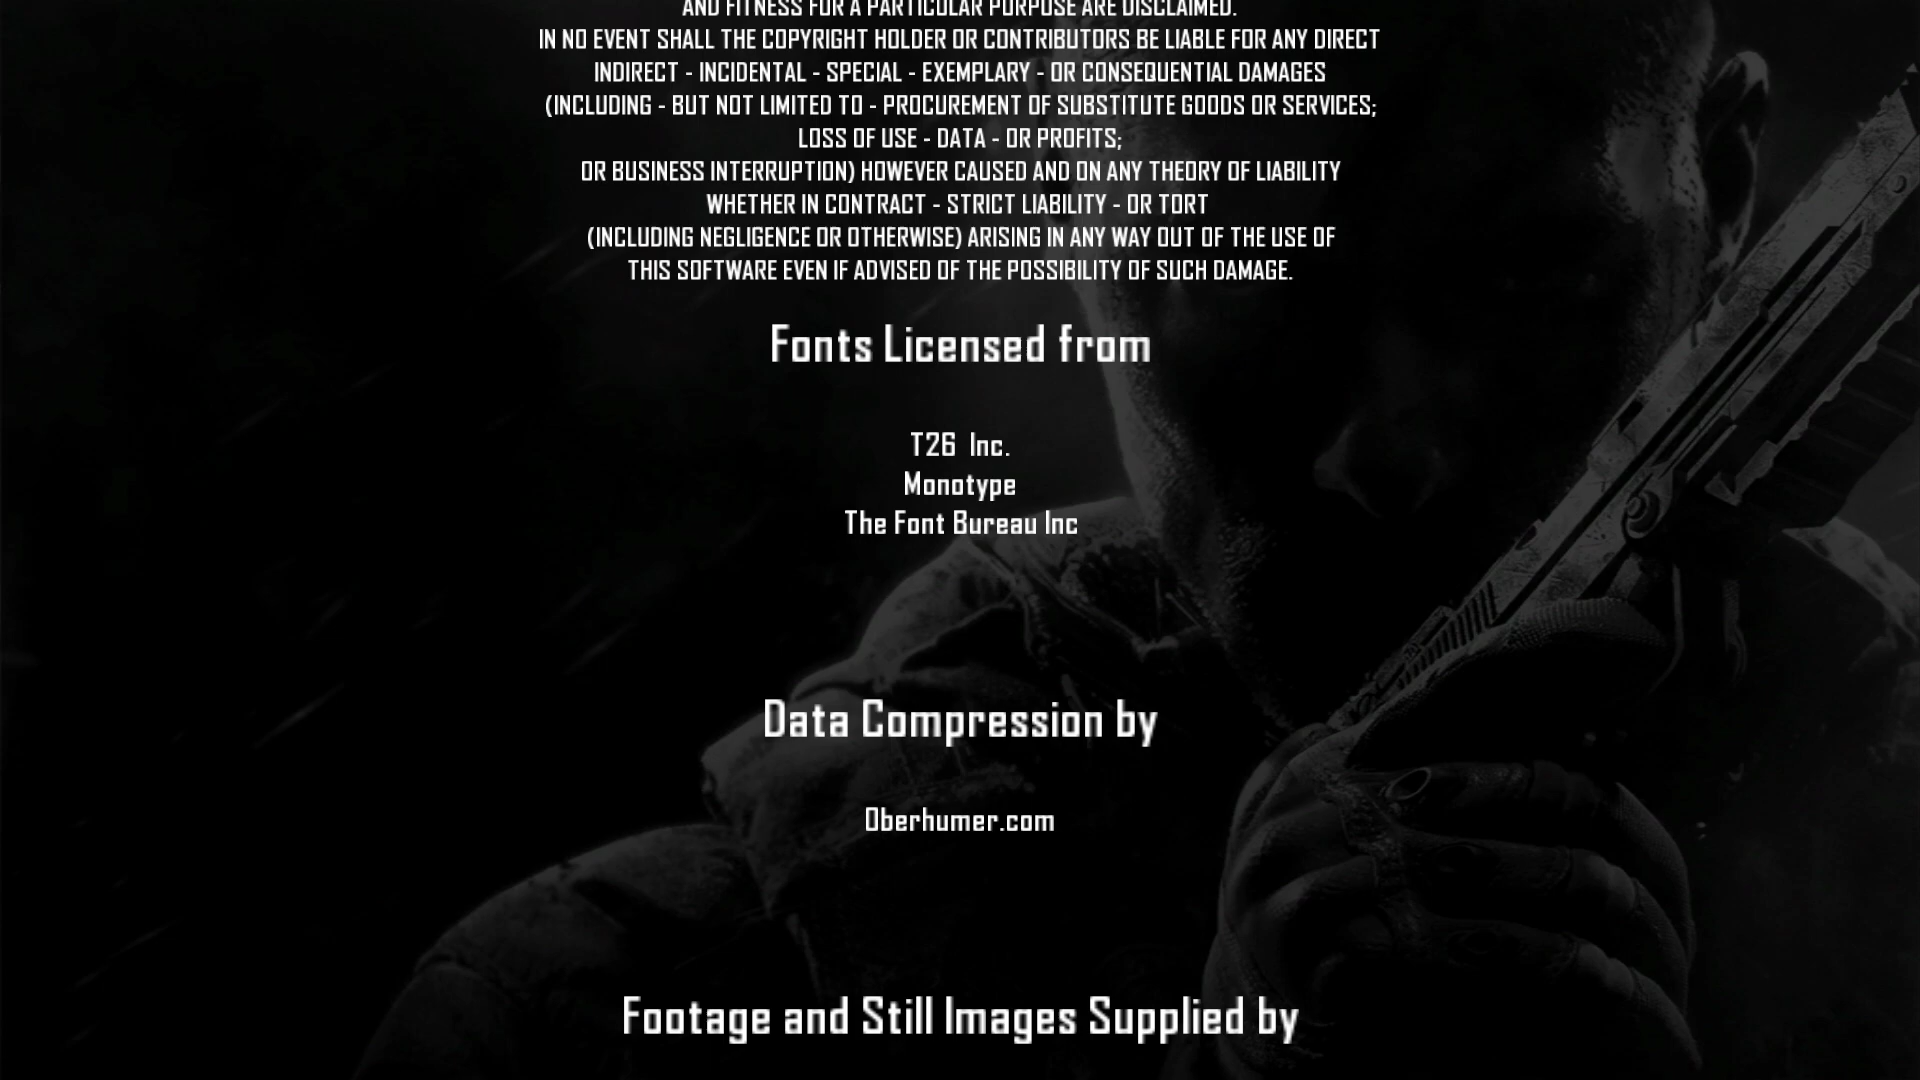 AND FITNESS FOR A PARTICULAR PURPOSE ARE DISCLAIMED.
IN NO EVENT SHALL THE COPYRIGHT HOLDER OR CONTRIBUTORS BE LIABLE FOR ANY DIRECT
INDIRECT - INCIDENTAL - SPECIAL - EXEMPLARY - OR CONSEQUENTIAL DAMAGES
(INCLUDING - BUT NOT LIMITED TO - PROCUREMENT OF SUBSTITUTE GOODS OR SERVICES;
LOSS OF USE - DATA - OR PROFITS;
OR BUSINESS INTERRUPTION) HOWEVER CAUSED AND ON ANY THEORY OF LIABILITY
WHETHER IN CONTRACT - STRICT LIABILITY - OR TORT
(INCLUDING NEGLIGENCE OR OTHERWISE) ARISING IN ANY WAY OUT OF THE USE OF
THIS SOFTWARE EVEN IF ADVISED OF THE POSSIBILITY OF SUCH DAMAGE.
Fonts Licensed from
T26 Inc.
Monotype
The Font Bureau Inc
Data Compression by
Oberhumer.com
Footage and Still Images Supplied by